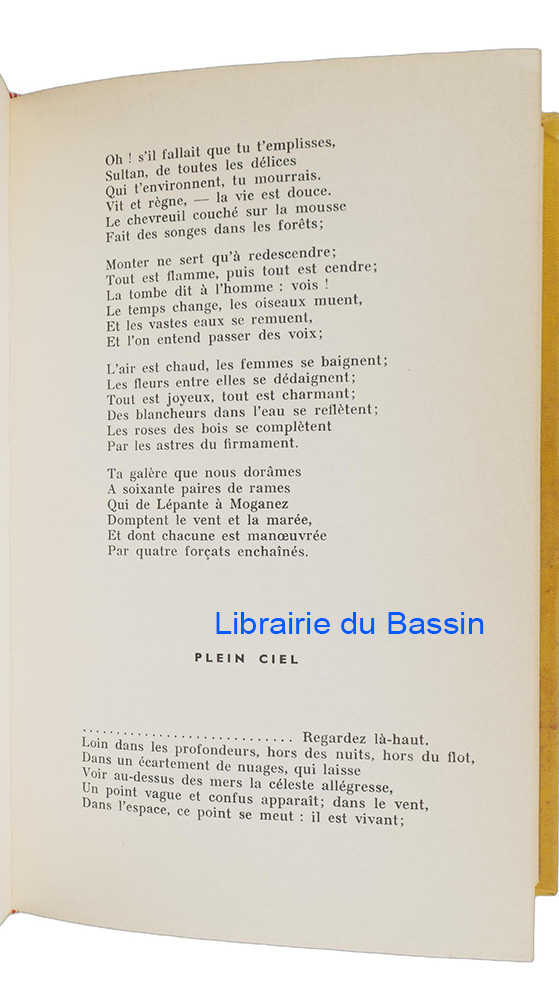 Oh ! s'il fallait que tu t'emplisses,
Sultan, de toutes les délices
Qui t'environnent, tu mourrais.
Vit et règne, — la vie est douce.
Le chevreuil couché sur la mousse
Fait des songes dans les forêts;
Monter ne sert qu'à redescendre;
Tout est flamme, puis tout est cendre;
La tombe dit à l'homme : vois !
Le temps change, les oiseaux muent,
Et les vastes eaux se remuent,
Et l'on entend passer des voix;
L'air est chaud, les femmes se baignent;
Les fleurs entre elles se dédaignent;
Tout est joyeux, tout est charmant;
Des blancheurs dans l'eau se reflètent;
Les roses des bois se complètent
Par les astres du firmament.
Ta galère que nous dorâmes
A soixante paires de rames
Qui de Lépante à Moganez
Domptent le vent et la marée,
Et dont chacune est manœuvrée
Par quatre forçats enchaînés.
Librairie du Bassin
PLEIN CIEL
............................ Regardez là-haut.
Loin dans les profondeurs, hors des nuits, hors du flot,
Dans un écartement de nuages, qui laisse
Voir au-dessus des mers la céleste allégresse,
Un point vague et confus apparaît; dans le vent,
Dans l'espace, ce point se meut : il est vivant;